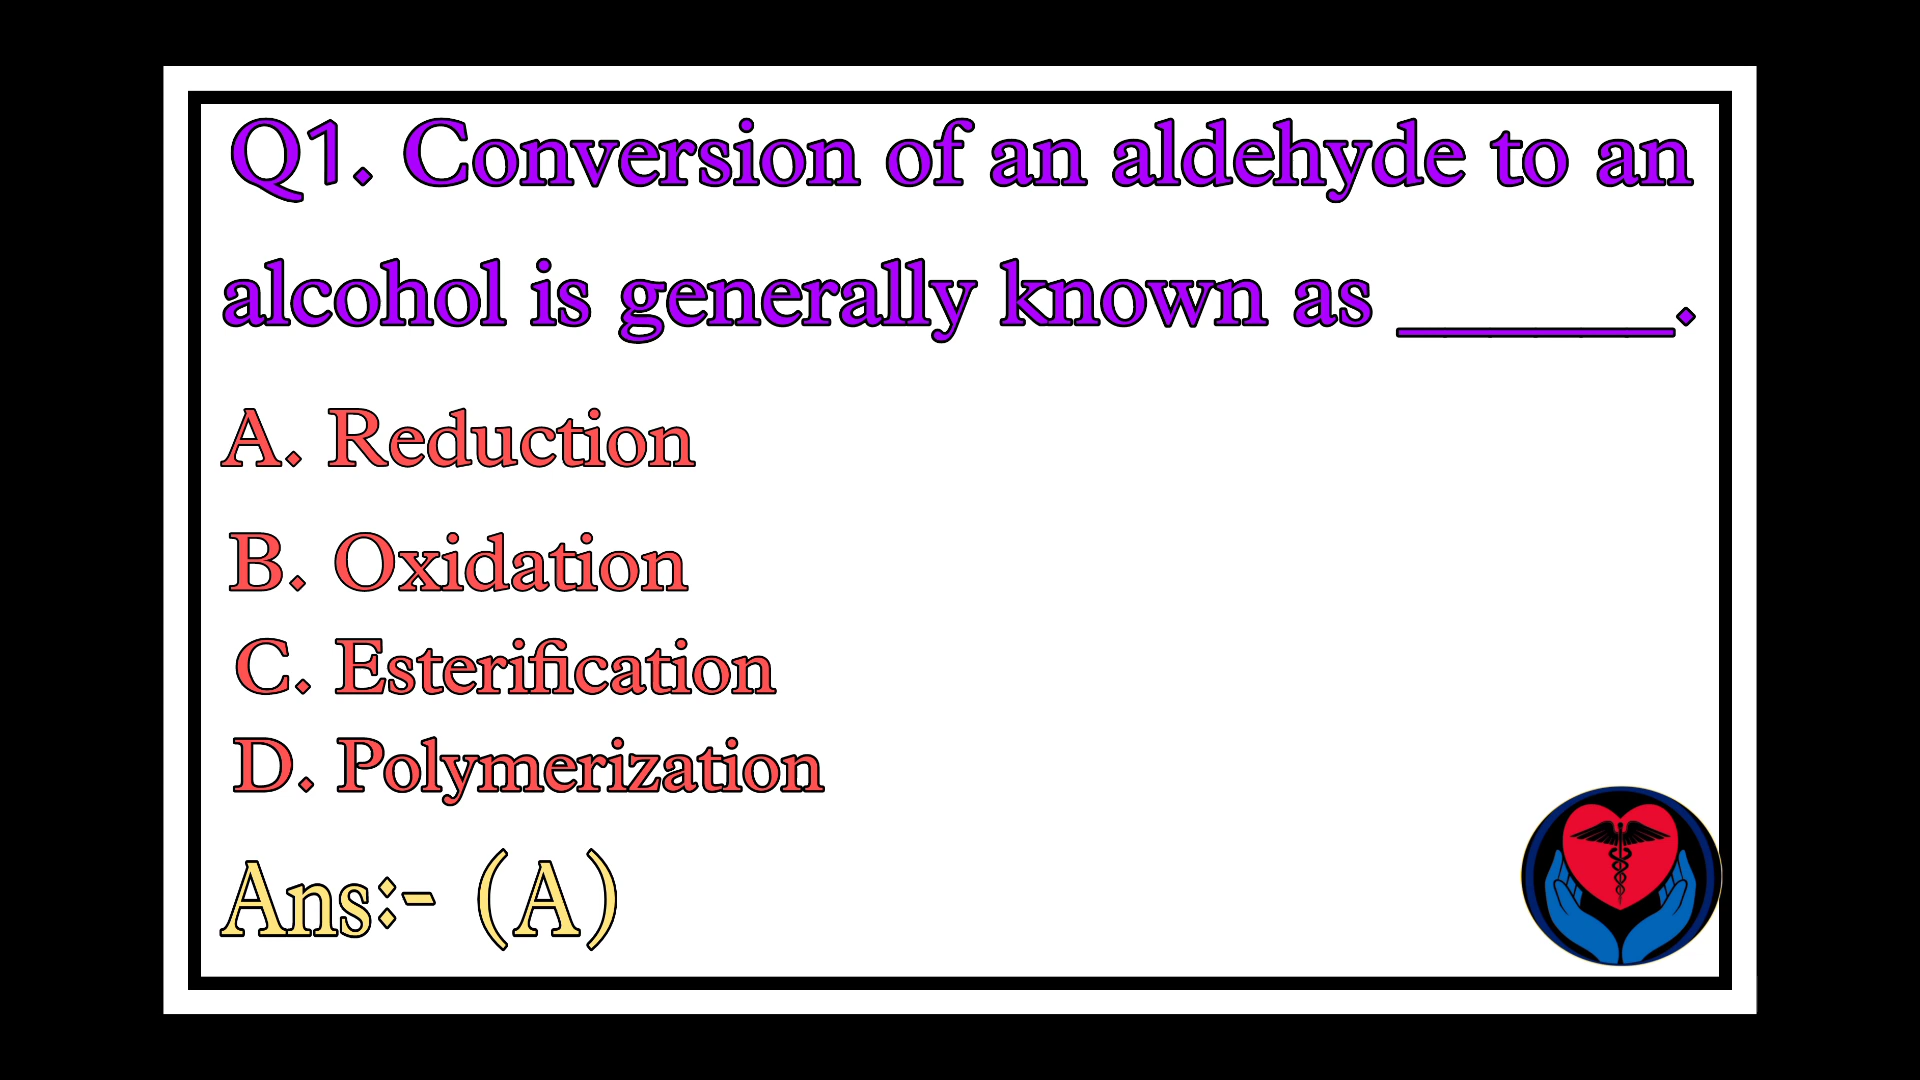 Q1. Conversion of an aldehyde to an
alcohol is generally known as ______.
A. Reduction
B. Oxidation
C. Esterification
D. Polymerization
Ans:- (A)